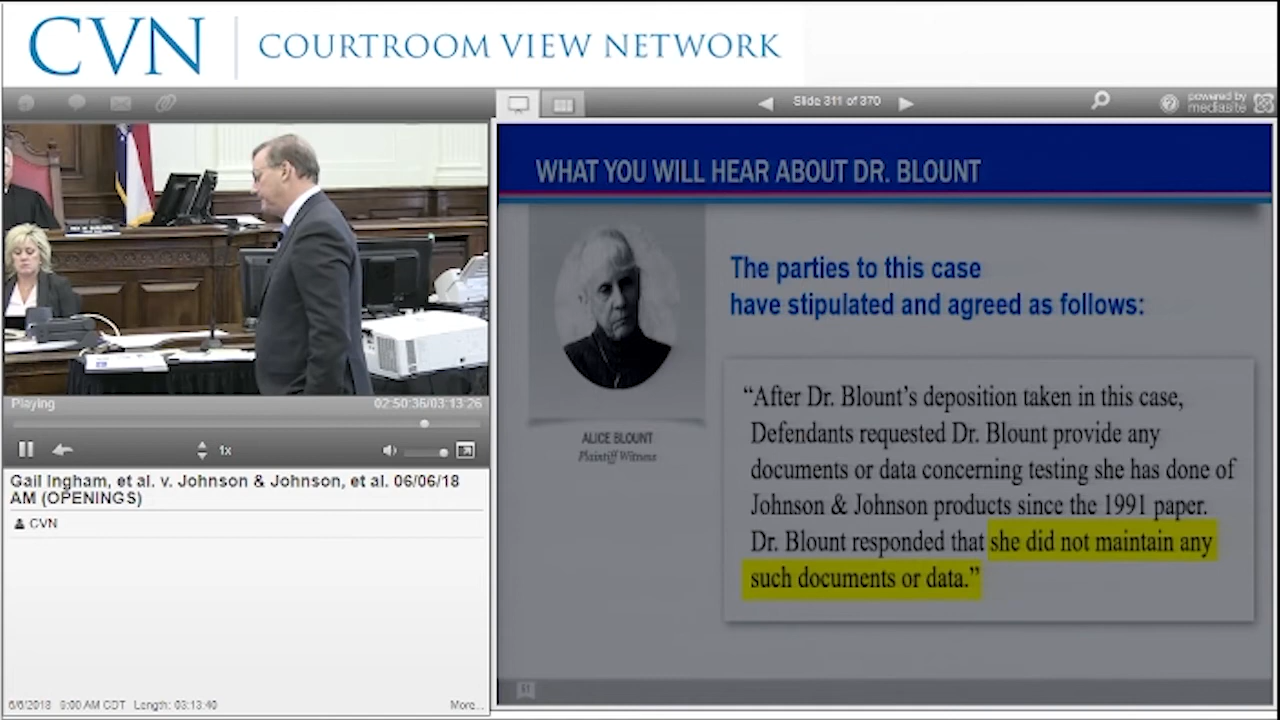 CVN
COURTROOM VIEW NETWORK
Slide 311 of 370
powered by
mediasite
WHAT YOU WILL HEAR ABOUT DR. BLOUNT
The parties to this case
have stipulated and agreed as follows:
“After Dr. Blount’s deposition taken in this case,
Defendants requested Dr. Blount provide any
documents or data concerning testing she has done of
Johnson & Johnson products since the 1991 paper.
Dr. Blount responded that she did not maintain any
such documents or data.”
ALICE BLOUNT
Plaintiff Witness
51
Playing
02:50:36/03:13:26
1x
Gail Ingham, et al. v. Johnson & Johnson, et al. 06/06/18
AM (OPENINGS)
CVN
6/6/2018 9:00 AM CDT Length: 03:13:40
More...